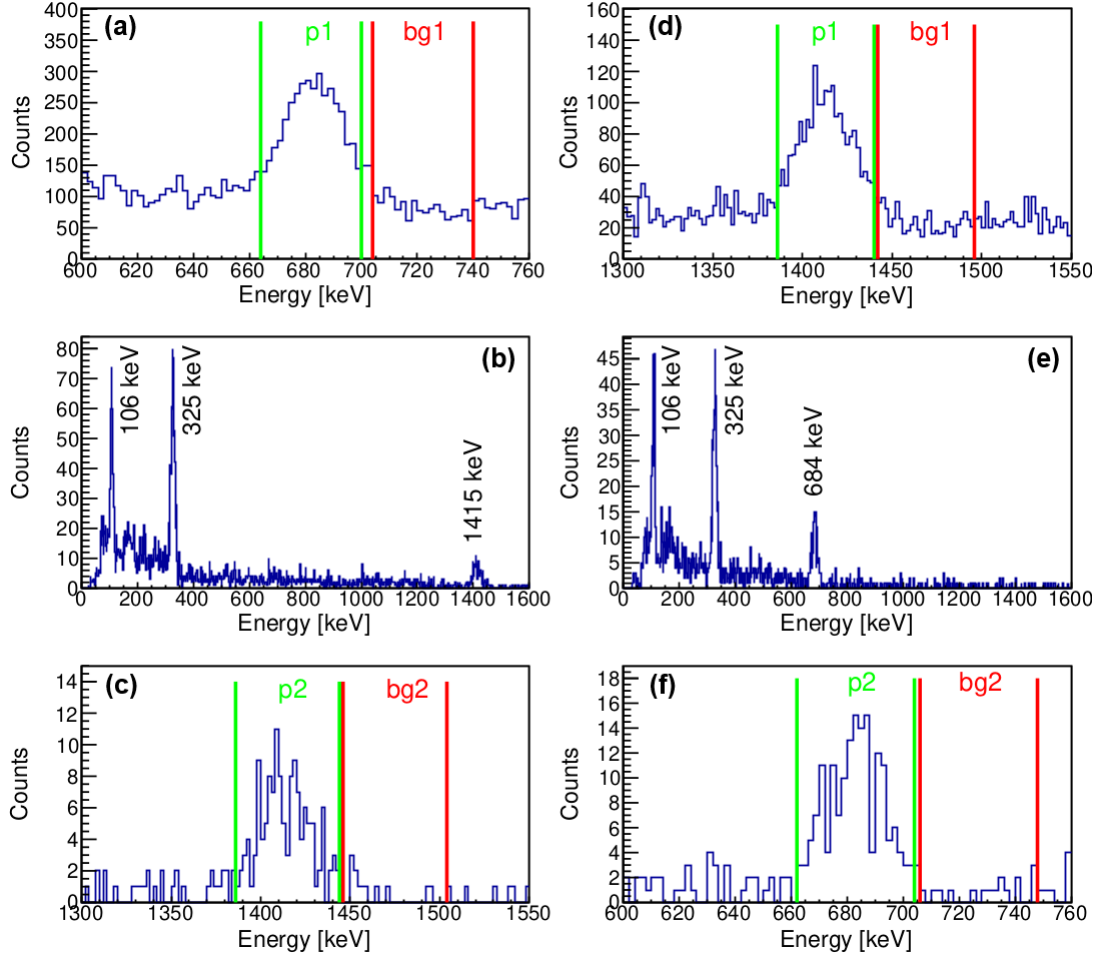 (a)
p1
bg1
Counts
400
350
300
250
200
150
100
50
0
600 620 640 660 680 700 720 740 760
Energy [keV]
(d)
p1
bg1
Counts
160
140
120
100
80
60
40
20
0
1300 1350 1400 1450 1500 1550
Energy [keV]
(b)
106 keV
325 keV
1415 keV
Counts
80
70
60
50
40
30
20
10
0
0 200 400 600 800 1000 1200 1400 1600
Energy [keV]
(e)
106 keV
325 keV
684 keV
Counts
45
40
35
30
25
20
15
10
5
0
0 200 400 600 800 1000 1200 1400 1600
Energy [keV]
(c)
p2
bg2
Counts
14
12
10
8
6
4
2
0
1300 1350 1400 1450 1500 1550
Energy [keV]
(f)
p2
bg2
Counts
18
16
14
12
10
8
6
4
2
0
600 620 640 660 680 700 720 740 760
Energy [keV]